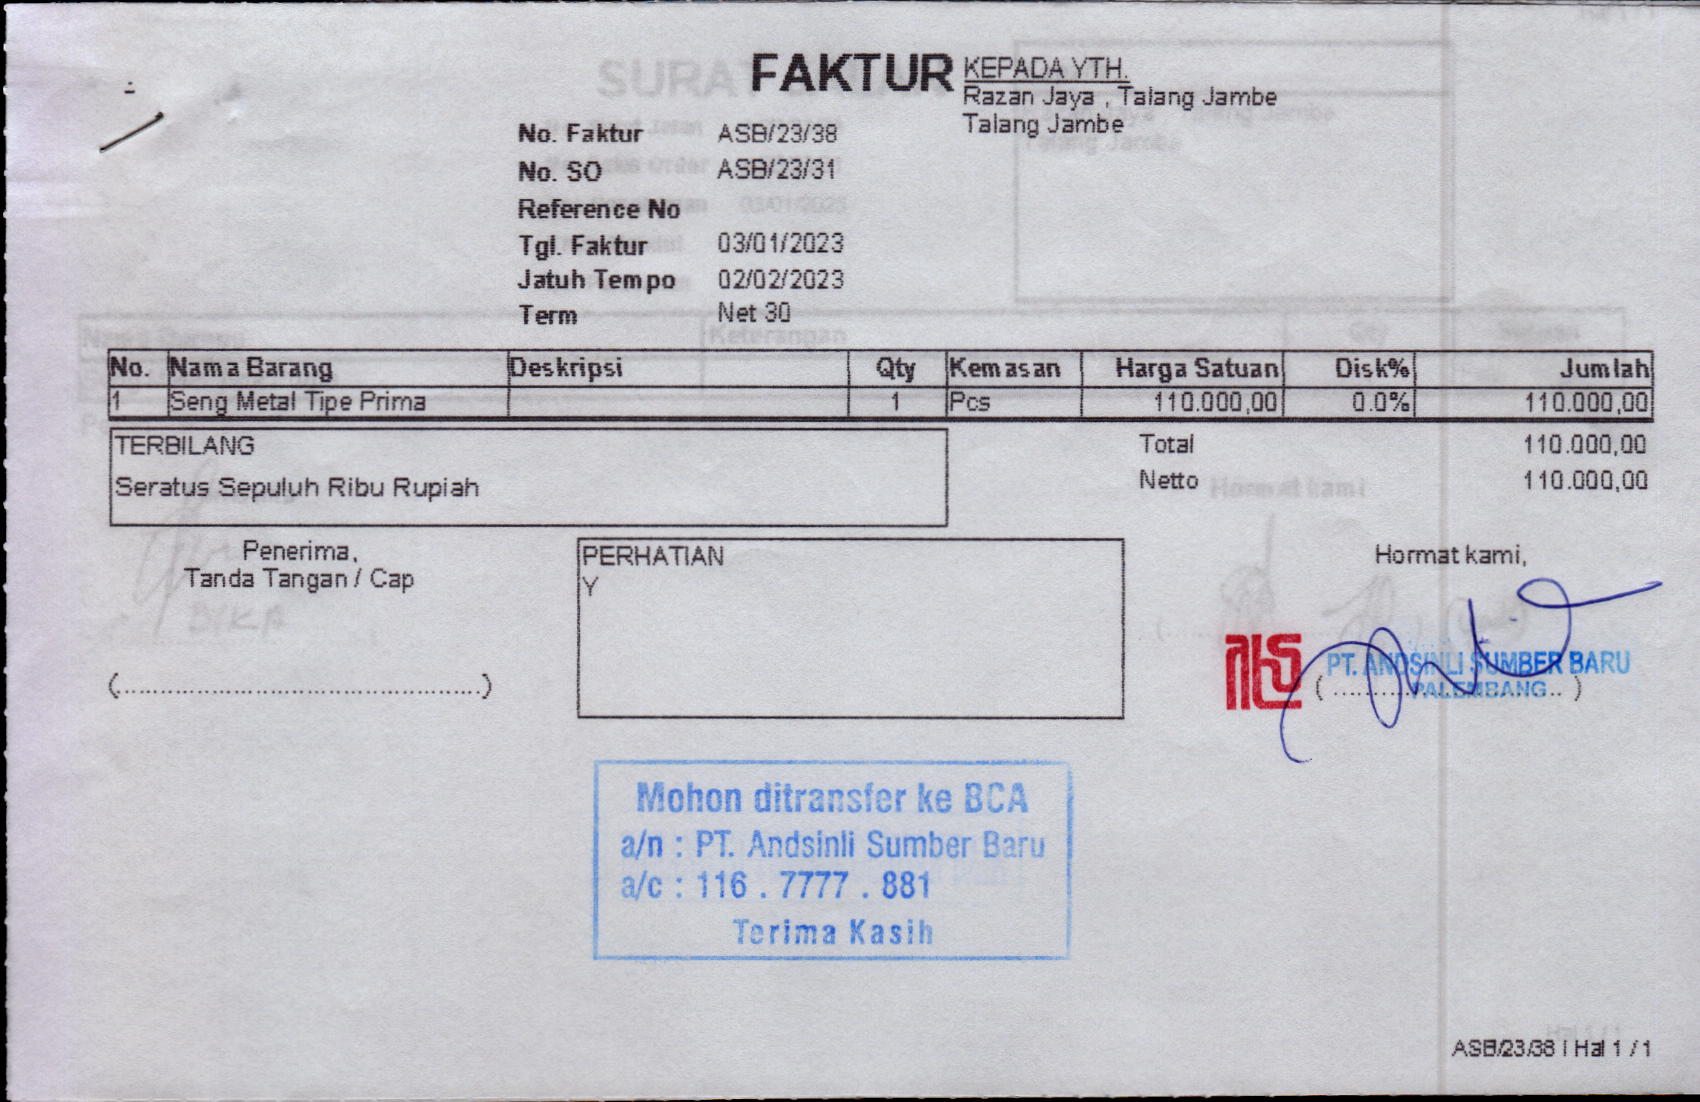 FAKTUR
KEPADA YTH.
Razan Jaya , Talang Jambe
Talang Jambe
No. Faktur ASB/23/38
No. SO ASB/23/31
Reference No
Tgl. Faktur 03/01/2023
Jatuh Tempo 02/02/2023
Term Net 30
No. Nama Barang Deskripsi Qty Kemasan Harga Satuan Disk% Jumlah
1 Seng Metal Tipe Prima 1 Pcs 110.000,00 0.0% 110.000,00
TERBILANG
Seratus Sepuluh Ribu Rupiah
Total 110.000,00
Netto 110.000,00
Penerima,
Tanda Tangan / Cap
(................................................)
PERHATIAN
Y
Hormat kami,
PT. ANDSINLI SUMBER BARU
PALEMBANG
Mohon ditransfer ke BCA
a/n : PT. Andsinli Sumber Baru
a/c : 116 . 7777 . 881
Terima Kasih
ASB/23/38 | Hal 1 / 1